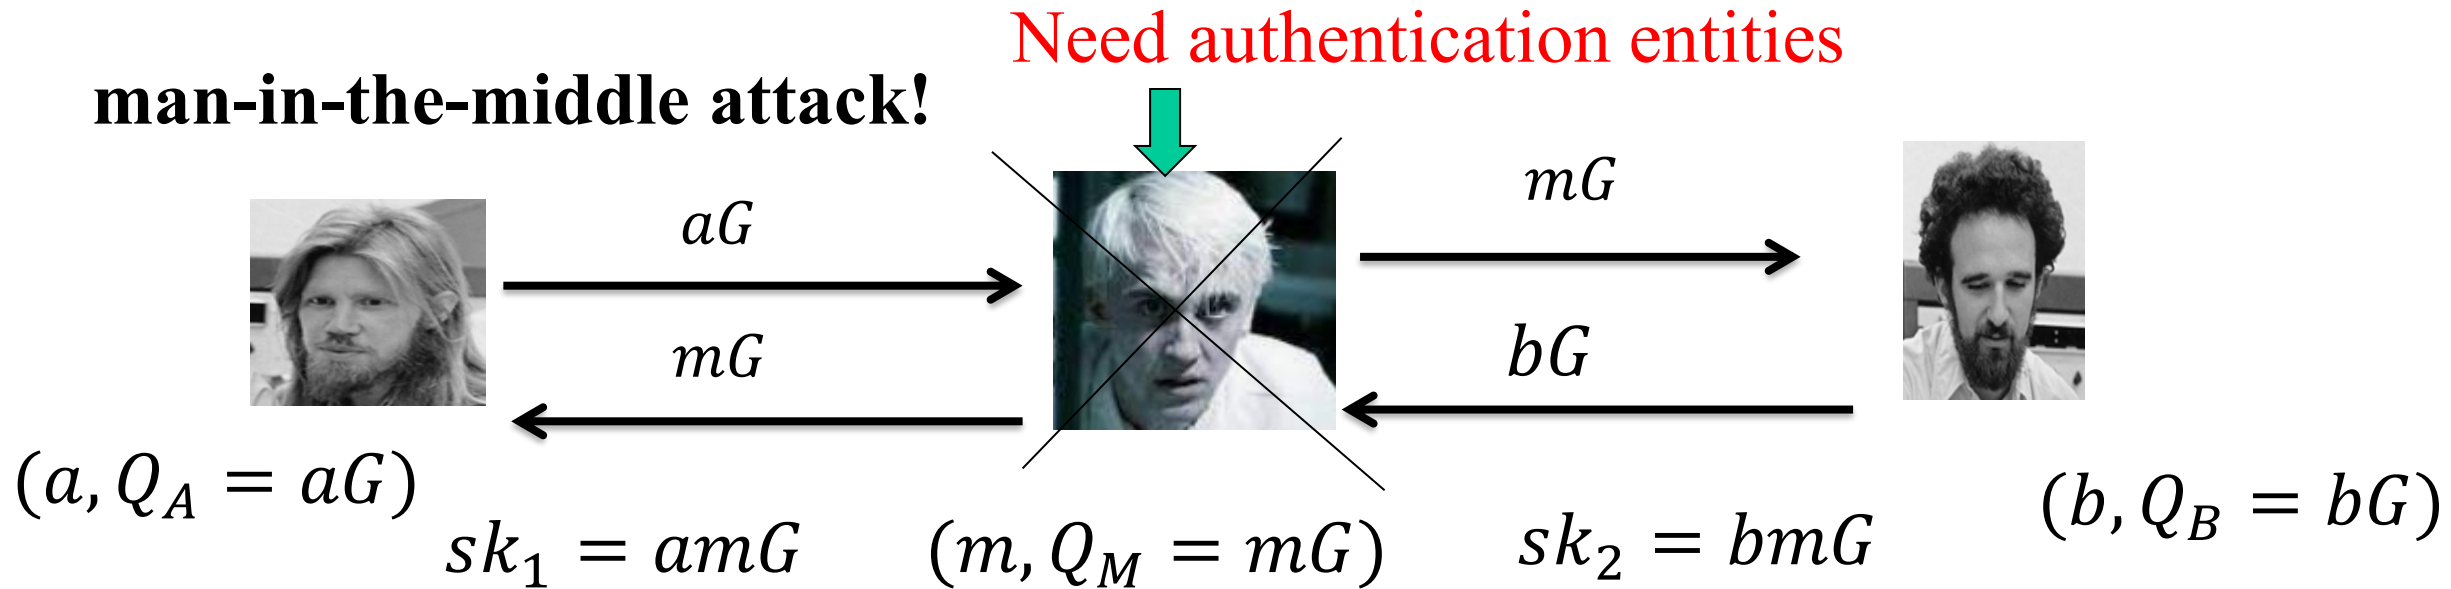 Need authentication entities
man-in-the-middle attack!
aG
mG
mG
bG
(a, Q_A = aG)
sk_1 = amG
(m, Q_M = mG)
sk_2 = bmG
(b, Q_B = bG)